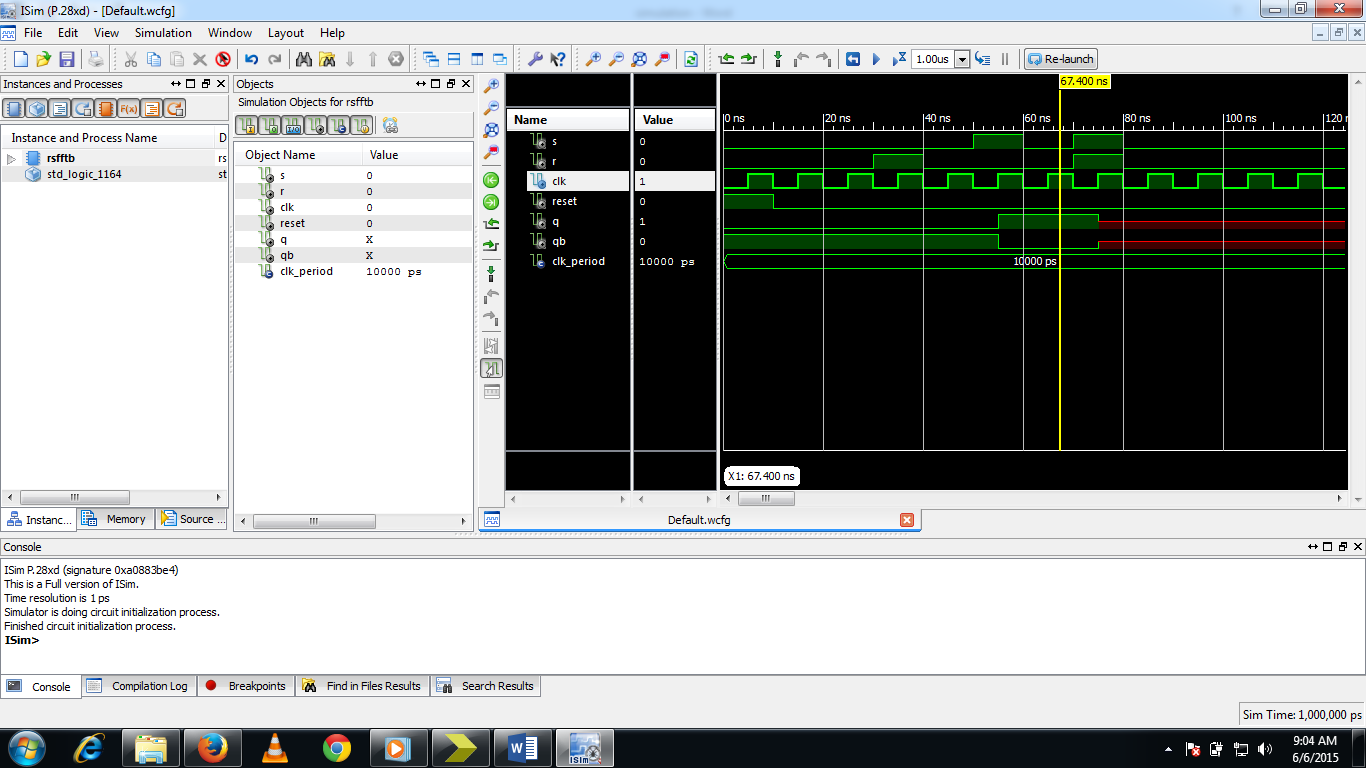 ISim (P.28xd) - [Default.wcfg]
File Edit View Simulation Window Layout Help
1.00us
Re-launch
Instances and Processes
Instance and Process Name D
rsfftb rs
std_logic_1164 st
Instanc... Memory Source ...
Objects
Simulation Objects for rsfftb
Object Name Value
s 0
r 0
clk 0
reset 0
q X
qb X
clk_period 10000 ps
Name Value
s 0
r 0
clk 1
reset 0
q 1
qb 0
clk_period 10000 ps
67.400 ns
0 ns 20 ns 40 ns 60 ns 80 ns 100 ns 120 n
10000 ps
X1: 67.400 ns
Default.wcfg
Console
ISim P.28xd (signature 0xa0883be4)
This is a Full version of ISim.
Time resolution is 1 ps
Simulator is doing circuit initialization process.
Finished circuit initialization process.
ISim>
Console Compilation Log Breakpoints Find in Files Results Search Results
Sim Time: 1,000,000 ps
ISim
9:04 AM
6/6/2015